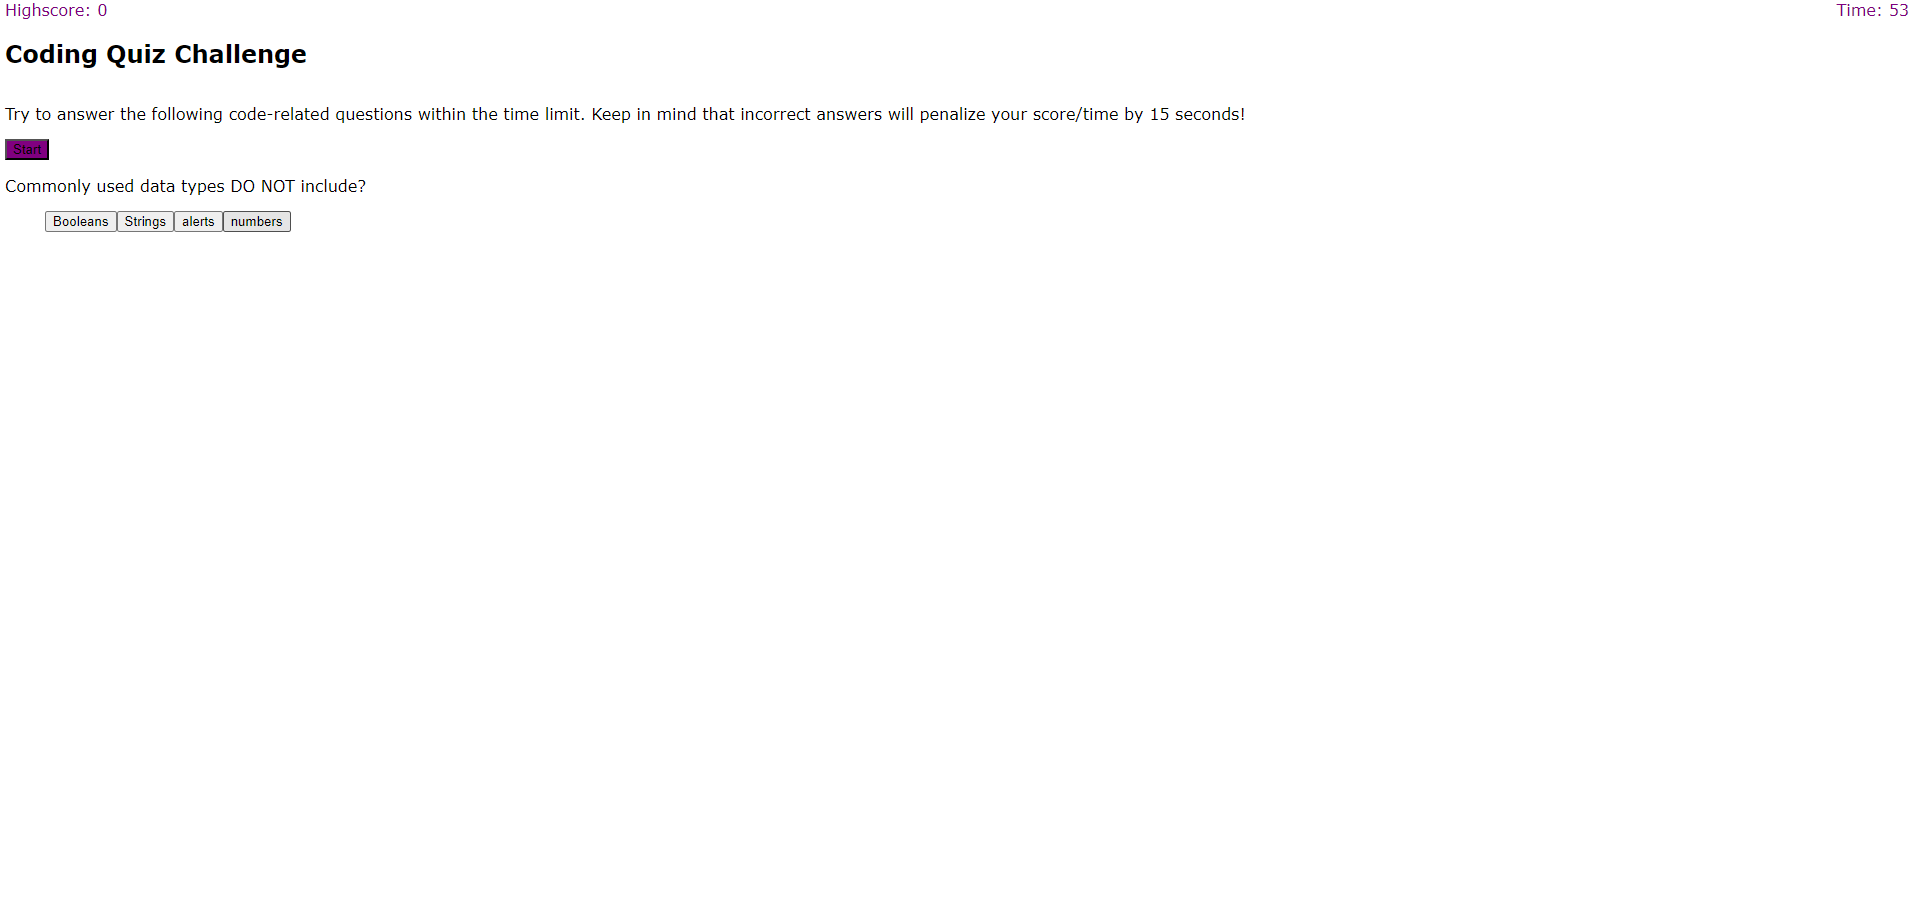 Highscore: 0 Time: 53
Coding Quiz Challenge
Try to answer the following code-related questions within the time limit. Keep in mind that incorrect answers will penalize your score/time by 15 seconds!
Start
Commonly used data types DO NOT include?
Booleans Strings alerts numbers